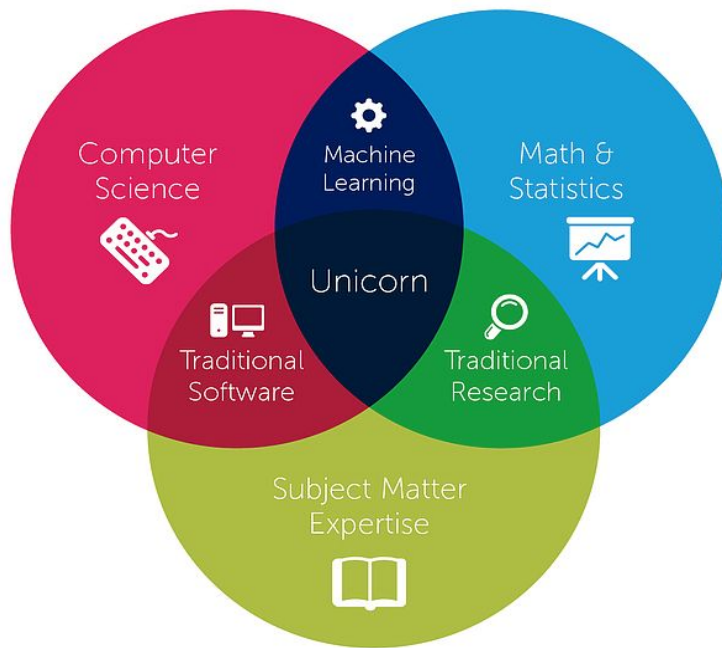 Computer
Science
Machine
Learning
Math &
Statistics
Unicorn
Traditional
Software
Traditional
Research
Subject Matter
Expertise